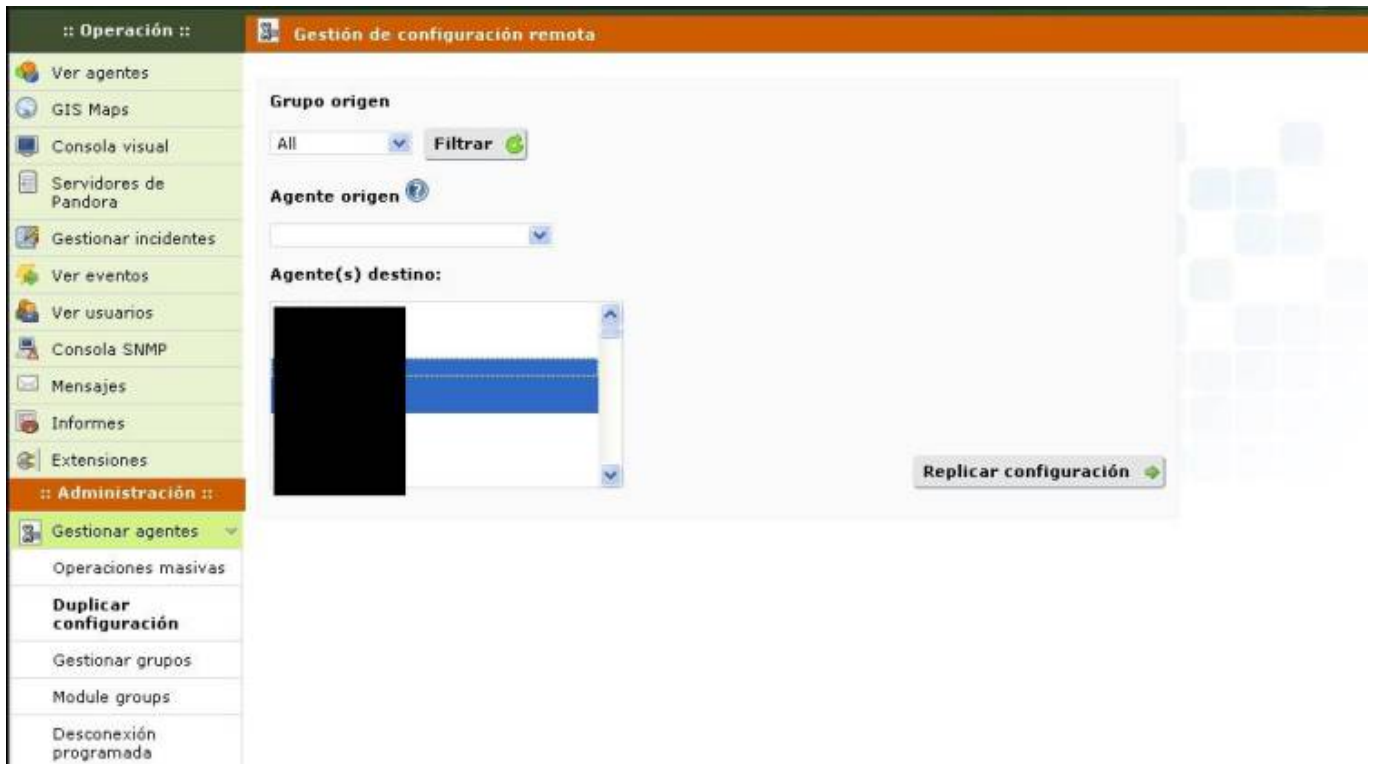 :: Operación ::
Gestión de configuración remota
Ver agentes
GIS Maps
Consola visual
Servidores de
Pandora
Gestionar incidentes
Ver eventos
Ver usuarios
Consola SNMP
Mensajes
Informes
Extensiones
:: Administración ::
Gestionar agentes
Operaciones masivas
Duplicar
configuración
Gestionar grupos
Module groups
Desconexión
programada
Grupo origen
All
Filtrar
Agente origen
Agente(s) destino:
Replicar configuración